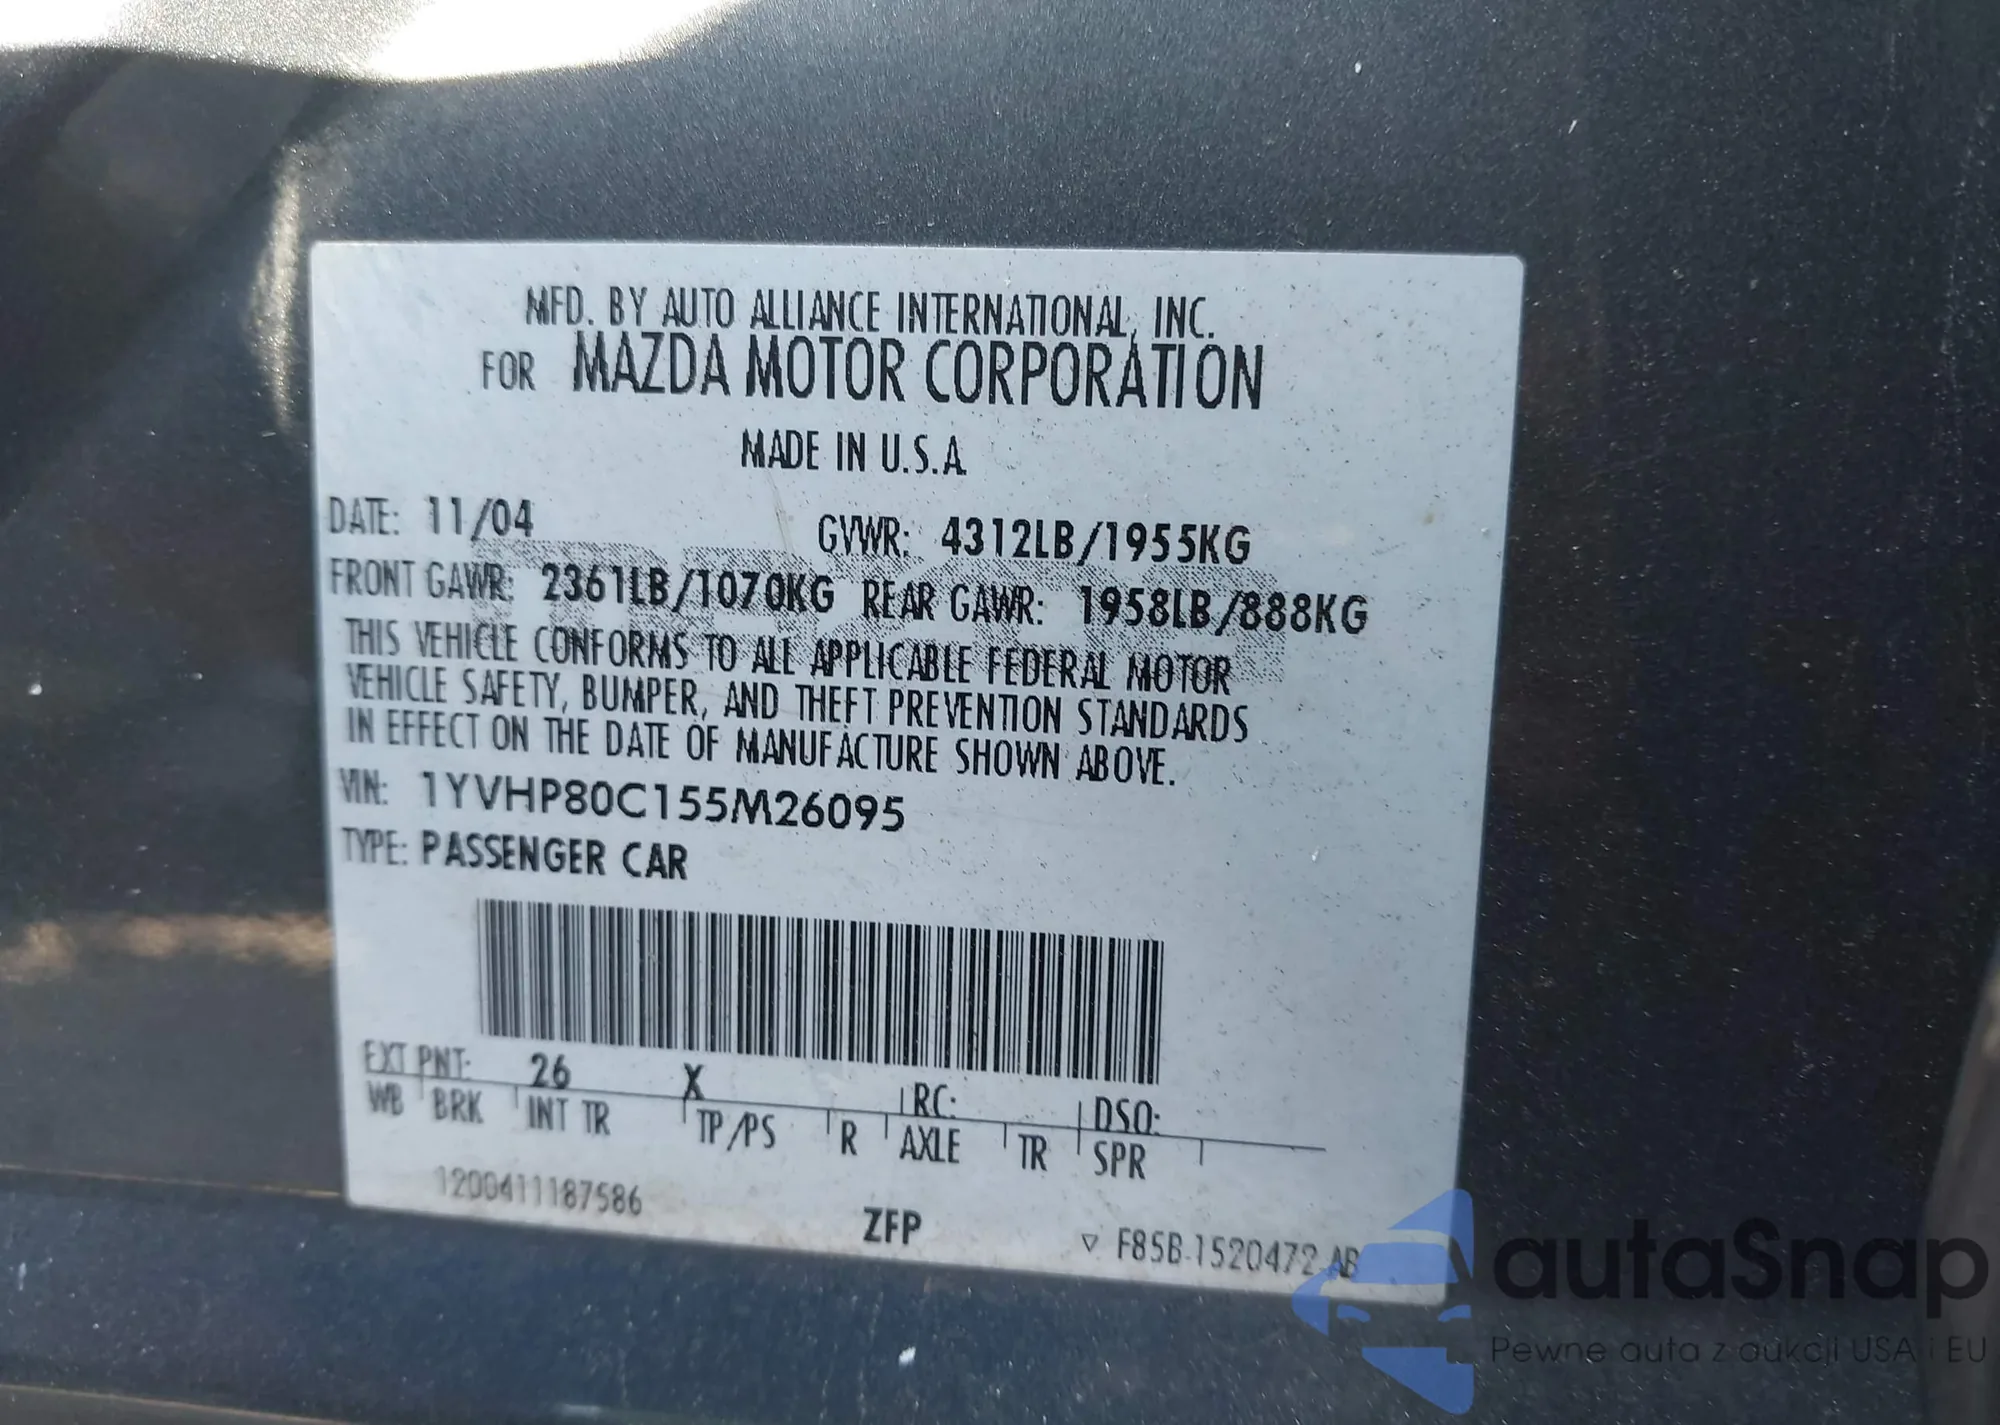 MFD. BY AUTO ALLIANCE INTERNATIONAL, INC.
FOR MAZDA MOTOR CORPORATION
MADE IN U.S.A.
DATE: 11/04 GVWR: 4312LB/1955KG
FRONT GAWR: 2361LB/1070KG REAR GAWR: 1958LB/888KG
THIS VEHICLE CONFORMS TO ALL APPLICABLE FEDERAL MOTOR
VEHICLE SAFETY, BUMPER, AND THEFT PREVENTION STANDARDS
IN EFFECT ON THE DATE OF MANUFACTURE SHOWN ABOVE.
VIN: 1YVHP80C155M26095
TYPE: PASSENGER CAR
EXT PNT: 26 X RC: DSO:
WB BRK INT TR TP/PS R AXLE TR SPR
1200411187586 ZFP ▽ F85B-1520472-AB
autaSnap
Pewne auta z aukcji USA i EU